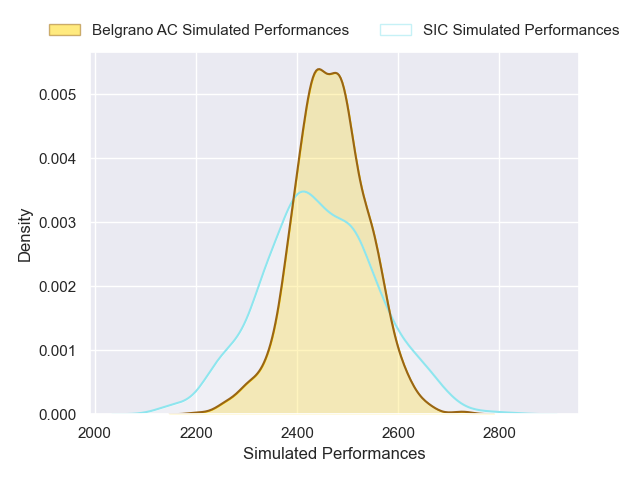 Belgrano AC Simulated Performances SIC Simulated Performances
0.005
0.004
0.003
0.002
0.001
0.000
Density
2000 2200 2400 2600 2800
Simulated Performances